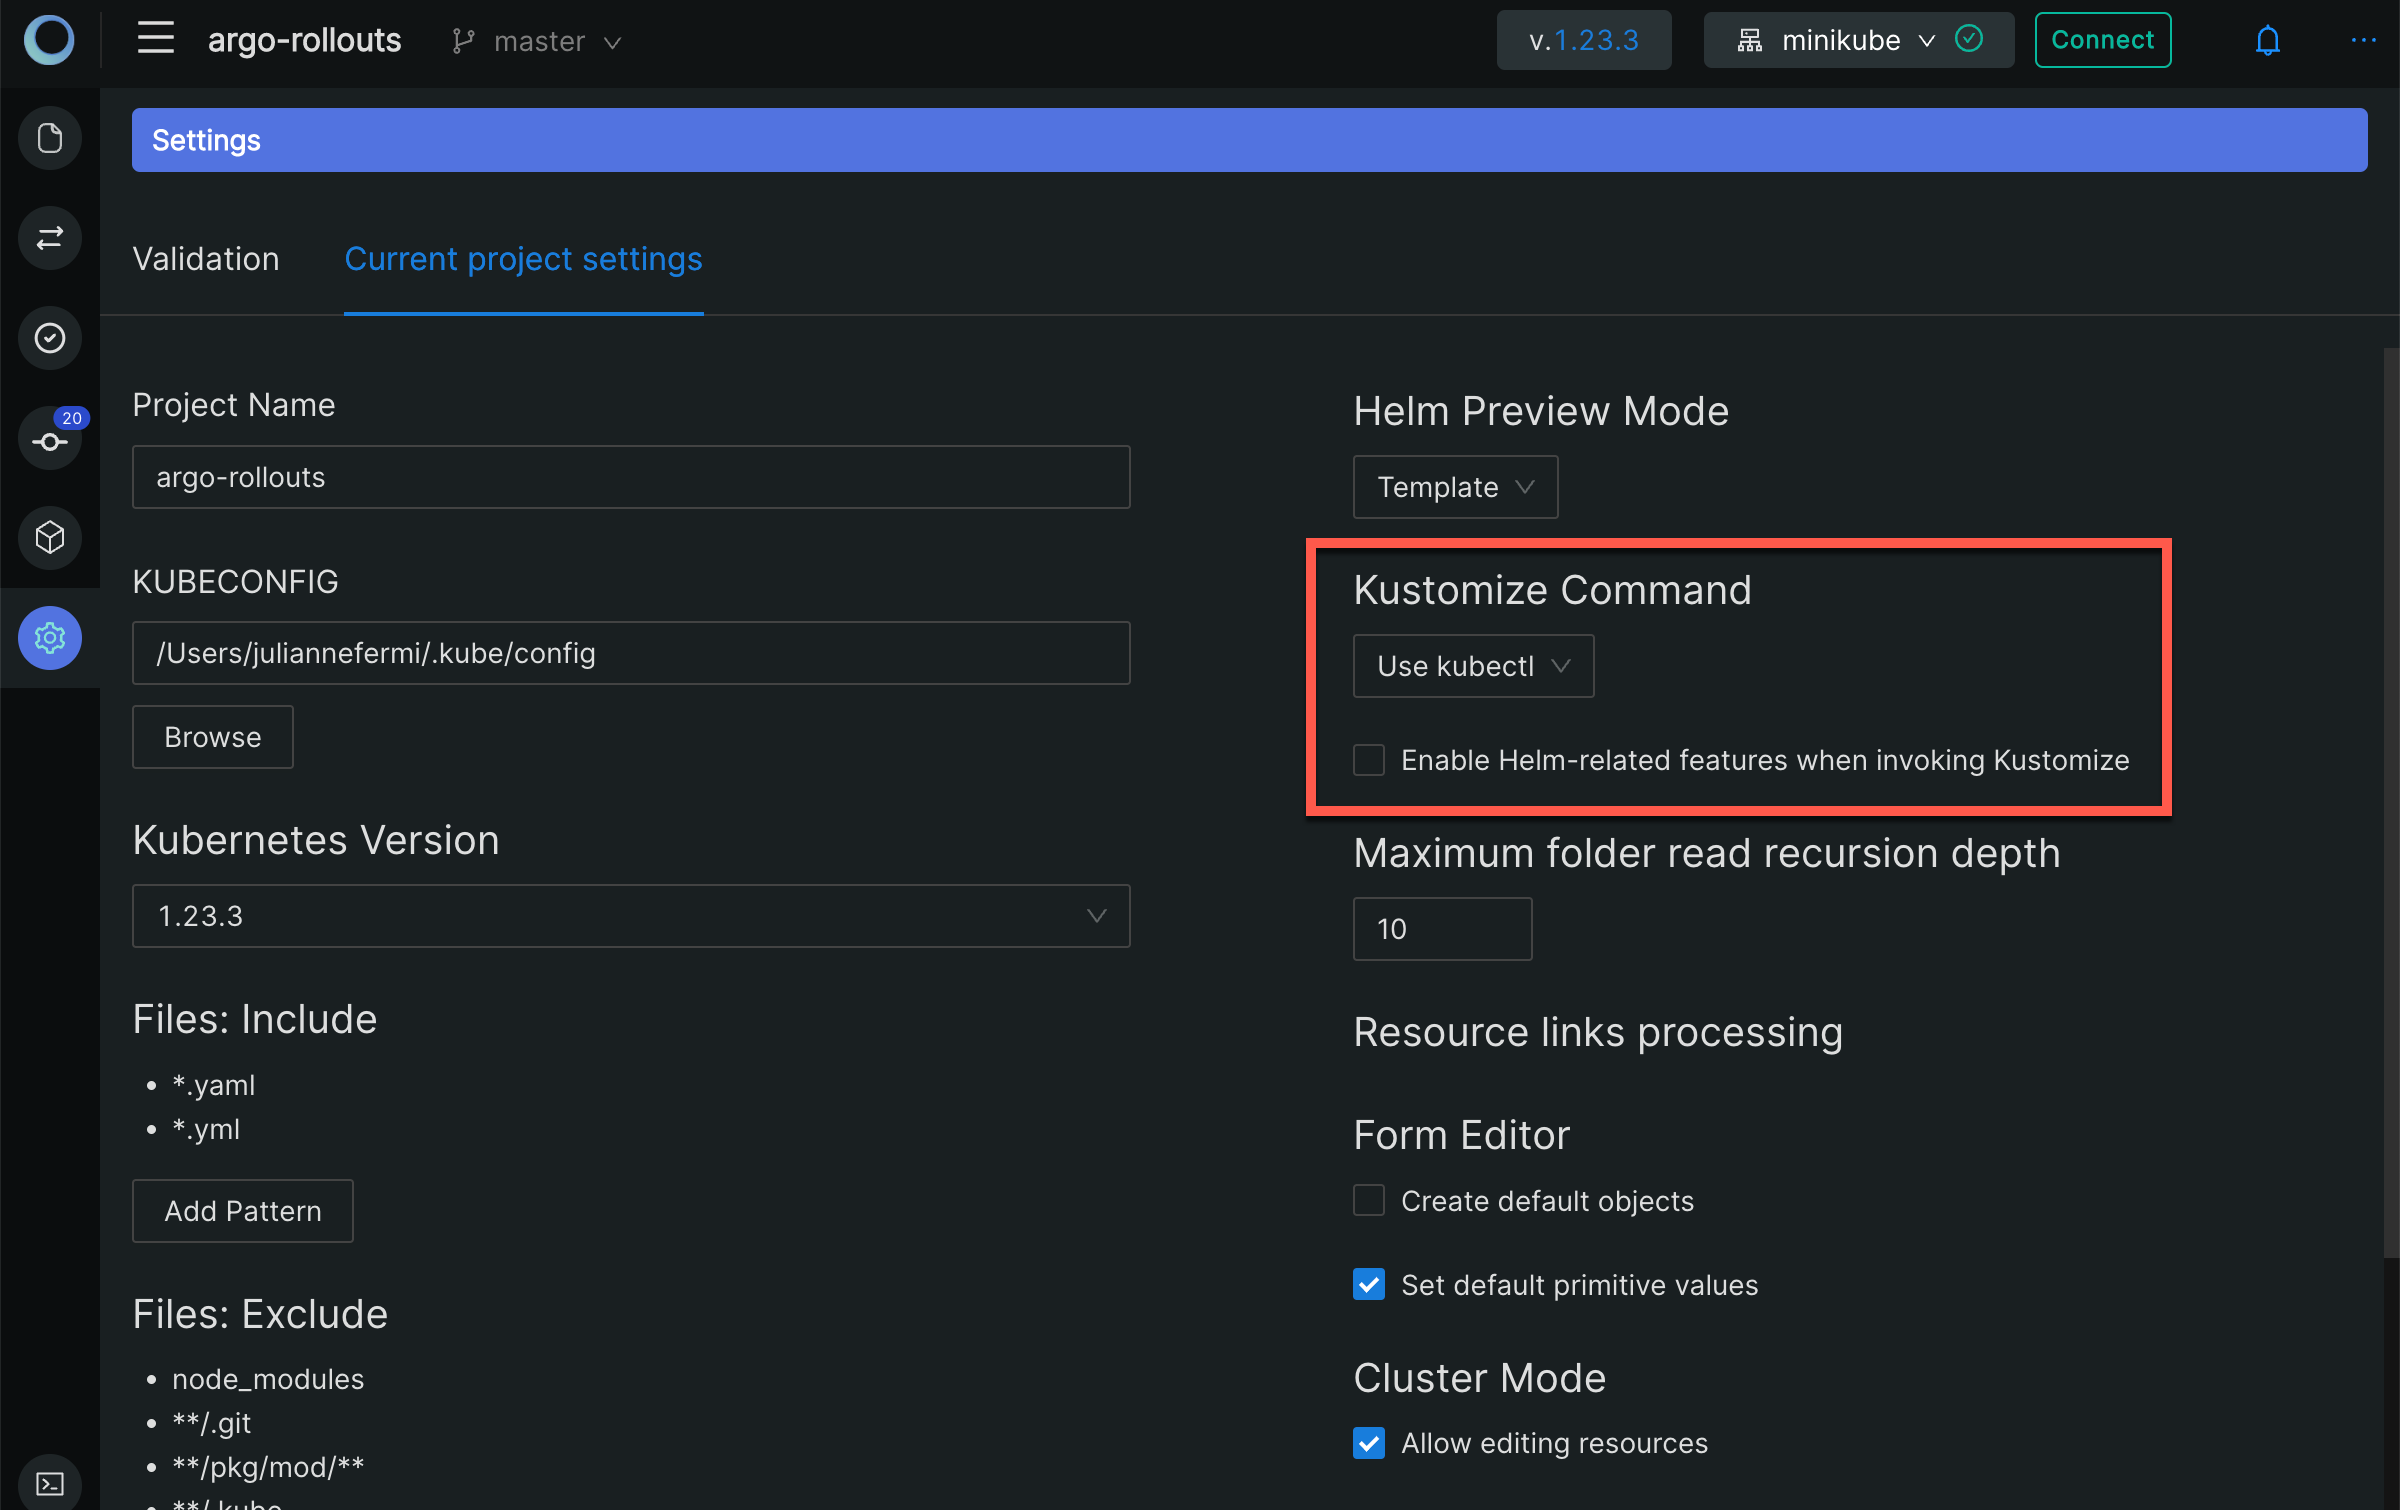 argo-rollouts
master
v.1.23.3
minikube
Connect
Settings
Validation
Current project settings
20
Project Name
argo-rollouts
KUBECONFIG
/Users/juliannefermi/.kube/config
Browse
Kubernetes Version
1.23.3
Files: Include
• *.yaml
• *.yml
Add Pattern
Files: Exclude
• node_modules
• **/.git
• **/pkg/mod/**
• **/.kube
Helm Preview Mode
Template
Kustomize Command
Use kubectl
Enable Helm-related features when invoking Kustomize
Maximum folder read recursion depth
10
Resource links processing
Form Editor
Create default objects
Set default primitive values
Cluster Mode
Allow editing resources